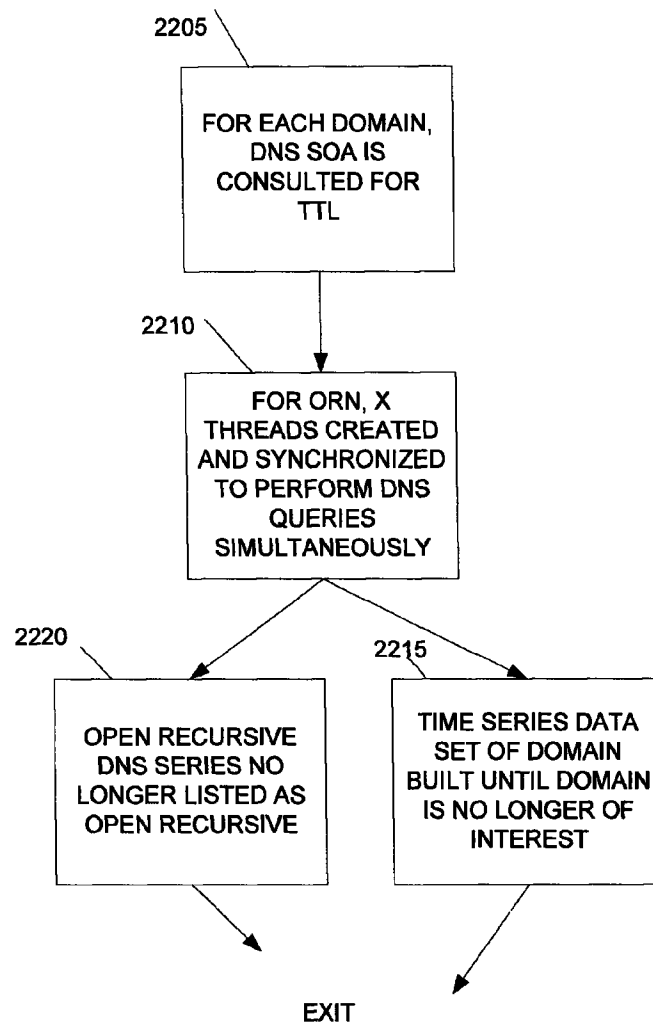 2205
FOR EACH DOMAIN,
DNS SOA IS
CONSULTED FOR
TTL
2210
FOR ORN, X
THREADS CREATED
AND SYNCHRONIZED
TO PERFORM DNS
QUERIES
SIMULTANEOUSLY
2220
OPEN RECURSIVE
DNS SERIES NO
LONGER LISTED AS
OPEN RECURSIVE
2215
TIME SERIES DATA
SET OF DOMAIN
BUILT UNTIL DOMAIN
IS NO LONGER OF
INTEREST
EXIT